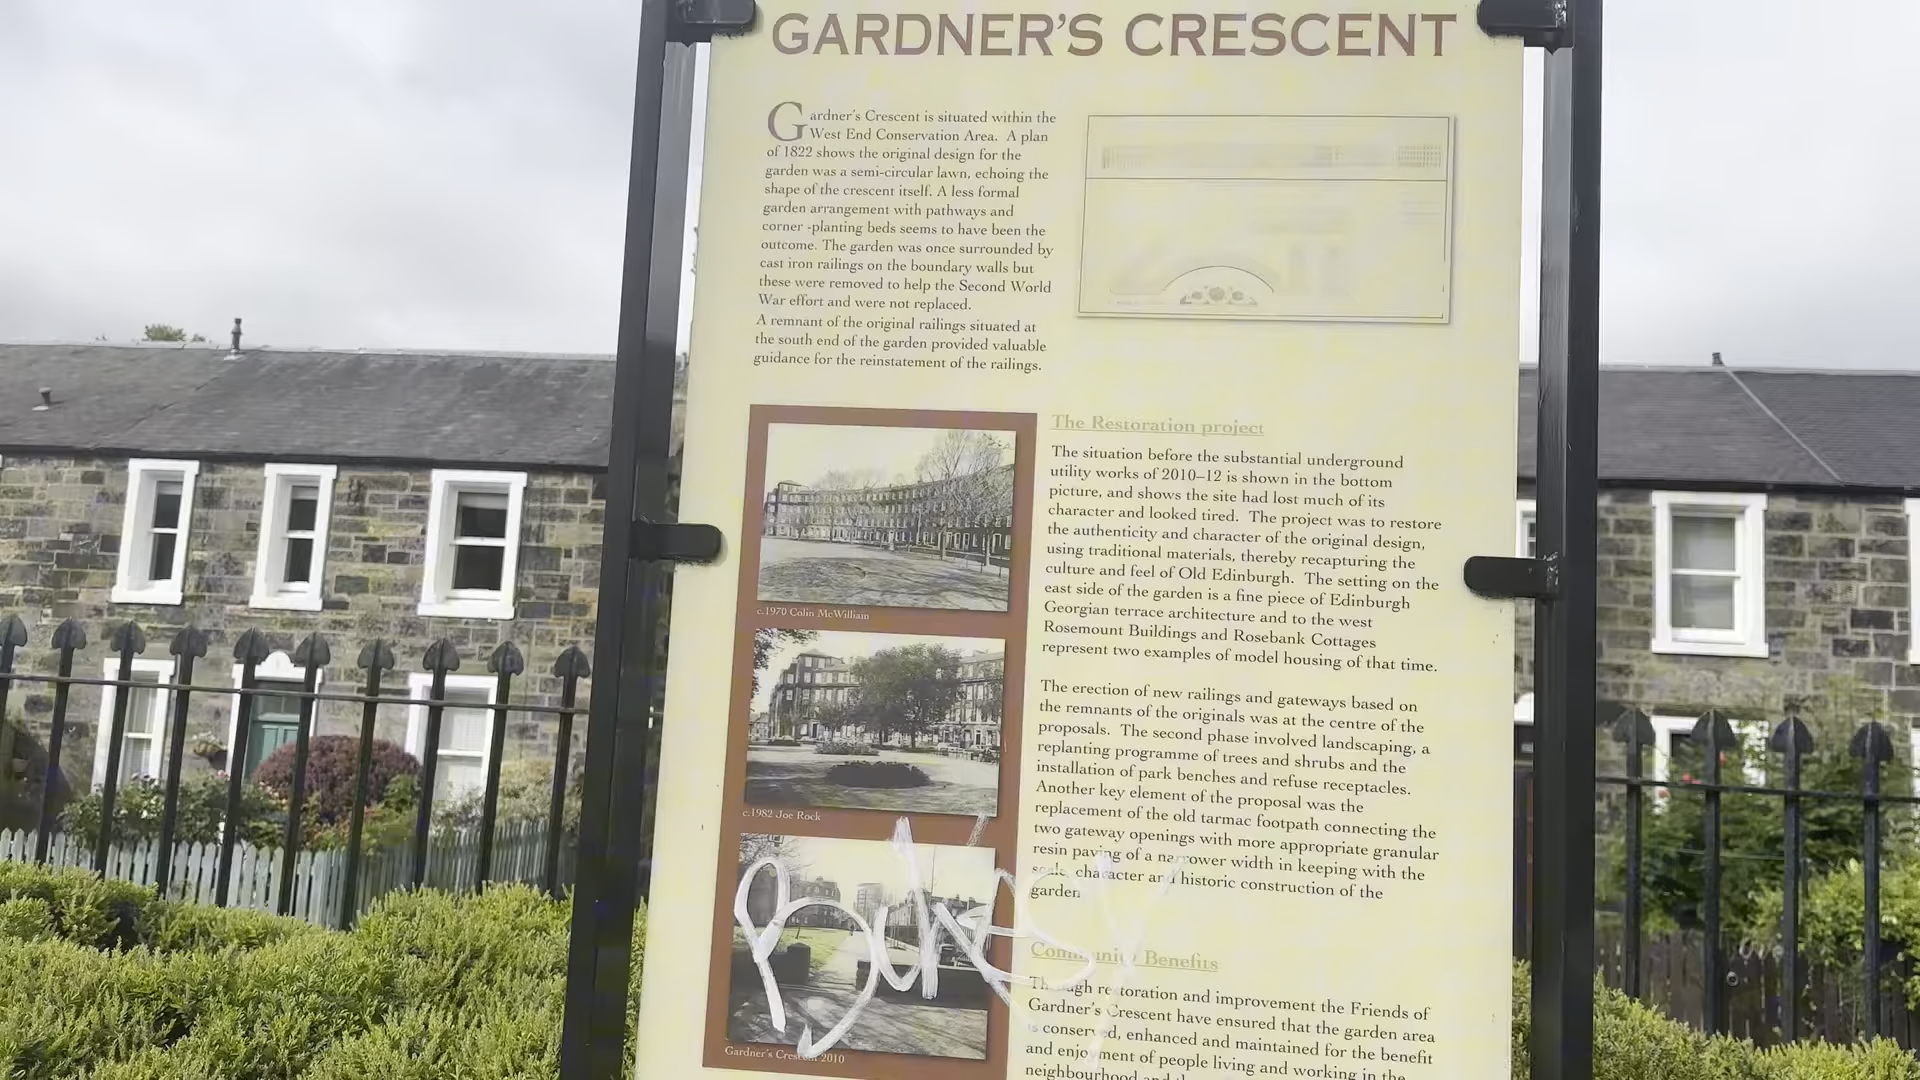 GARDNER'S CRESCENT
Gardner's Crescent is situated within the
West End Conservation Area. A plan
of 1822 shows the original design for the
garden was a semi-circular lawn, echoing the
shape of the crescent itself. A less formal
garden arrangement with pathways and
corner -planting beds seems to have been the
outcome. The garden was once surrounded by
cast iron railings on the boundary walls but
these were removed to help the Second World
War effort and were not replaced.
A remnant of the original railings situated at
the south end of the garden provided valuable
guidance for the reinstatement of the railings.
c.1970 Colin McWilliam
c.1982 Joe Rock
Gardner's Crescent 2010
The Restoration project
The situation before the substantial underground
utility works of 2010–12 is shown in the bottom
picture, and shows the site had lost much of its
character and looked tired. The project was to restore
the authenticity and character of the original design,
using traditional materials, thereby recapturing the
culture and feel of Old Edinburgh. The setting on the
east side of the garden is a fine piece of Edinburgh
Georgian terrace architecture and to the west
Rosemount Buildings and Rosebank Cottages
represent two examples of model housing of that time.
The erection of new railings and gateways based on
the remnants of the originals was at the centre of the
proposals. The second phase involved landscaping, a
replanting programme of trees and shrubs and the
installation of park benches and refuse receptacles.
Another key element of the proposal was the
replacement of the old tarmac footpath connecting the
two gateway openings with more appropriate granular
resin paving of a narrower width in keeping with the
scale, character and historic construction of the
garden
Community Benefits
Through restoration and improvement the Friends of
Gardner's Crescent have ensured that the garden area
is conserved, enhanced and maintained for the benefit
and enjoyment of people living and working in the
neighbourhood and